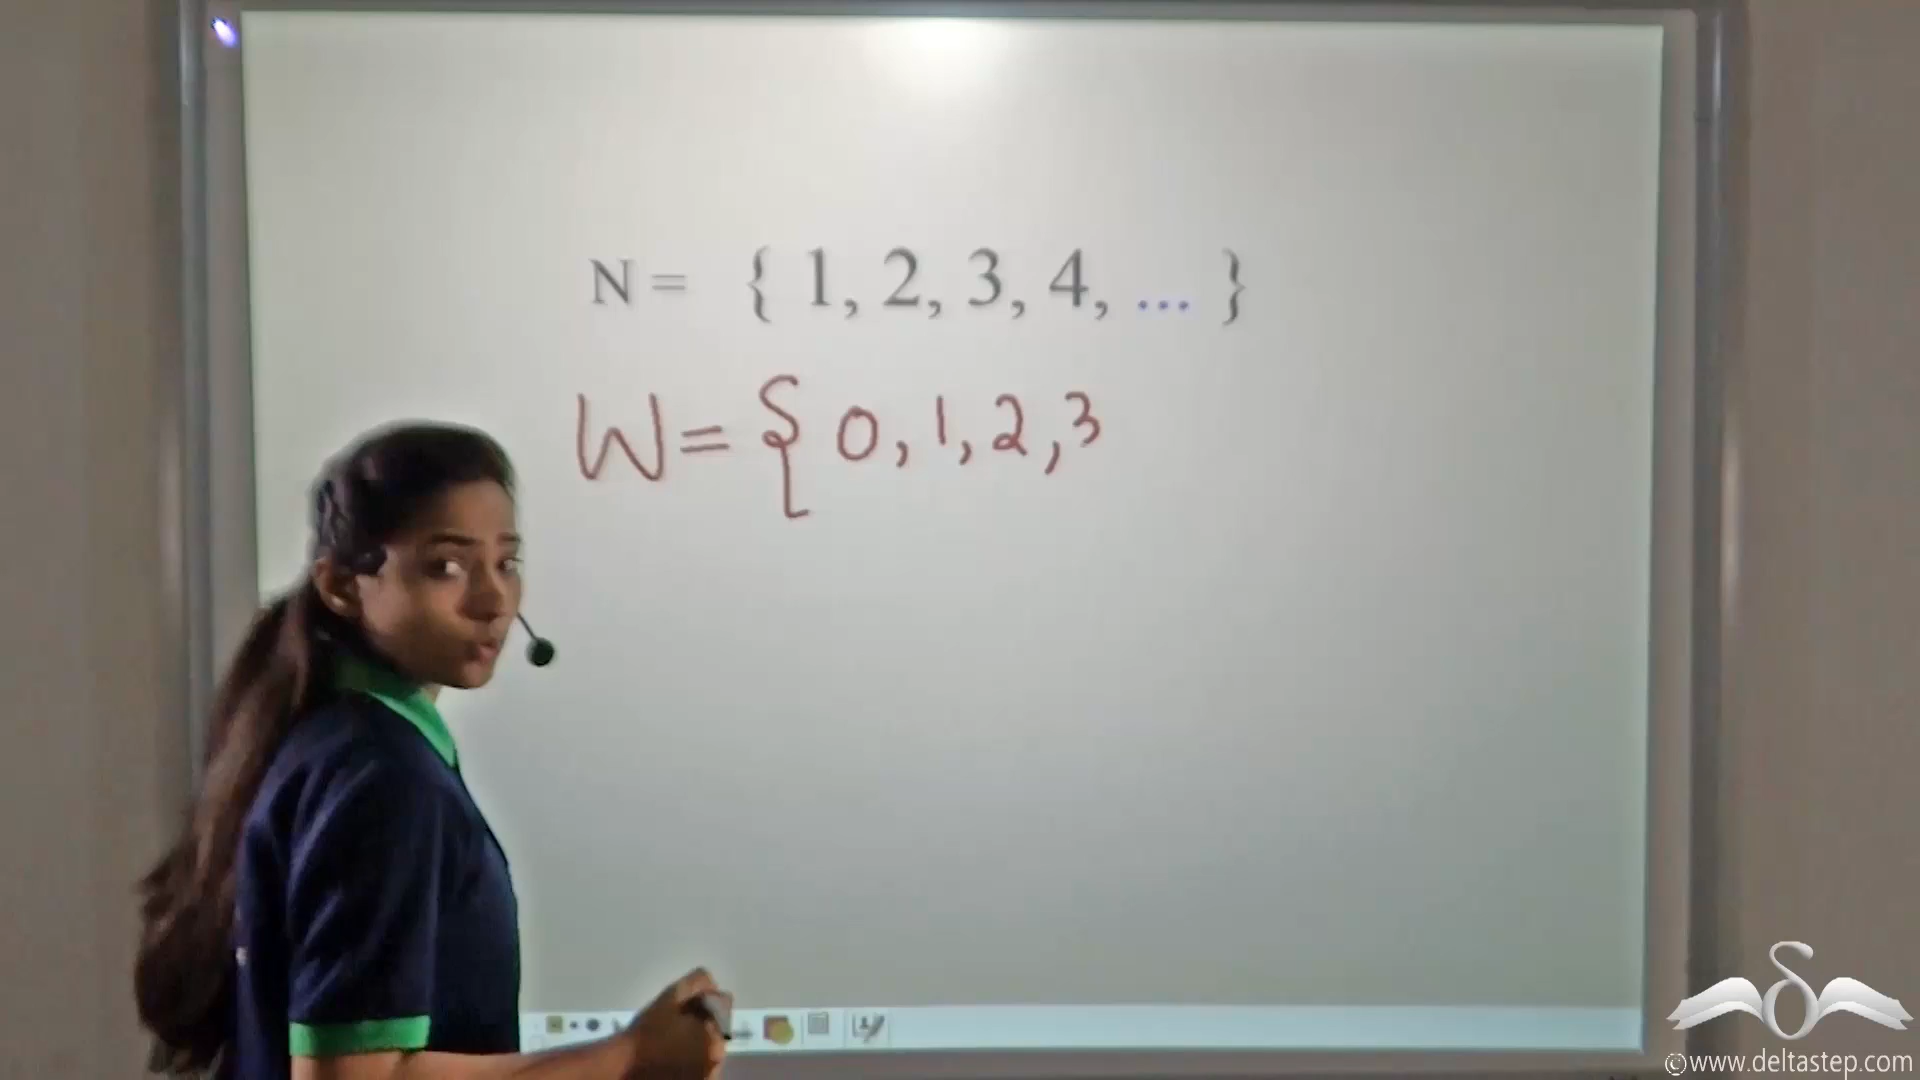 N = { 1, 2, 3, 4, ... }
W = { 0, 1, 2, 3
©www.deltastep.com